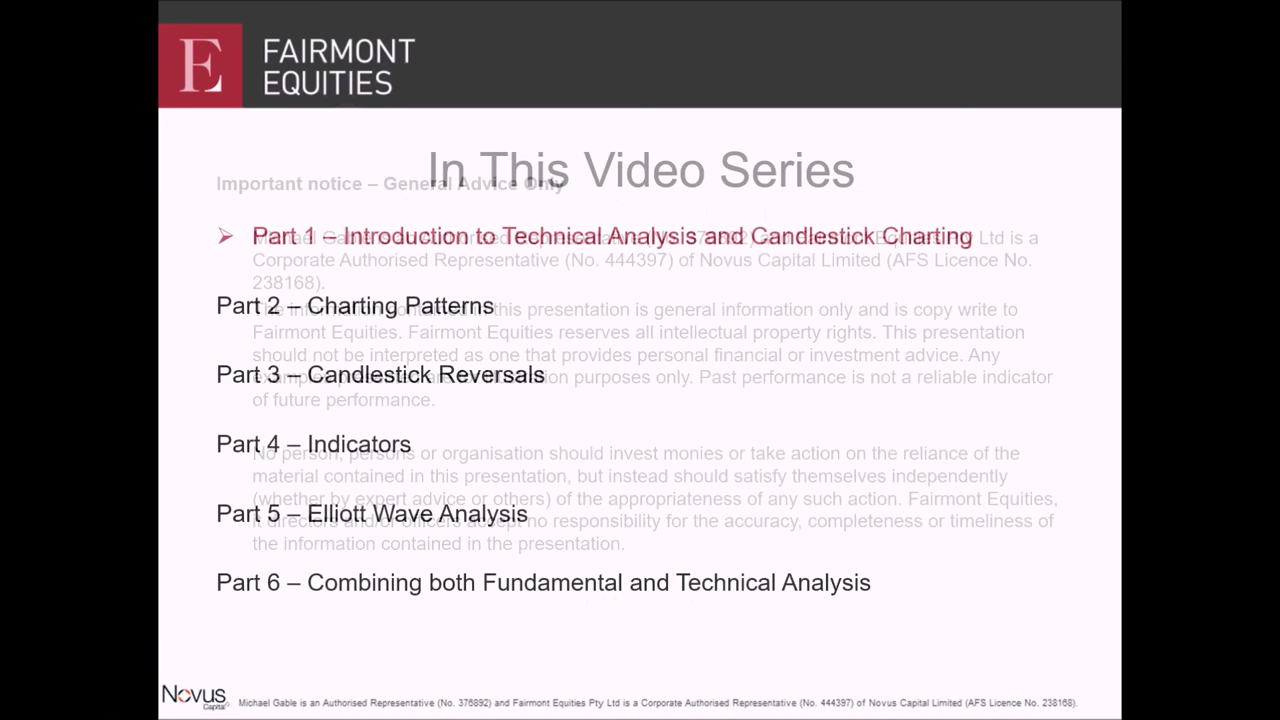 FAIRMONT
EQUITIES
In This Video Series
Important notice – General Advice Only
Part 1 – Introduction to Technical Analysis and Candlestick Charting
Ltd is a
Corporate Authorised Representative (No. 444397) of Novus Capital Limited (AFS Licence No.
238168).
Part 2 – Charting Patterns
this presentation is general information only and is copy write to
Fairmont Equities. Fairmont Equities reserves all intellectual property rights. This presentation
should not be interpreted as one that provides personal financial or investment advice. Any
Part 3 – Candlestick Reversals
purposes only. Past performance is not a reliable indicator
of future performance.
Part 4 – Indicators
No person, persons or organisation should invest monies or take action on the reliance of the
material contained in this presentation, but instead should satisfy themselves independently
(whether by expert advice or others) of the appropriateness of any such action. Fairmont Equities,
Part 5 – Elliott Wave Analysis
no responsibility for the accuracy, completeness or timeliness of
the information contained in the presentation.
Part 6 – Combining both Fundamental and Technical Analysis
Novus
Capital
Michael Gable is an Authorised Representative (No. 376892) and Fairmont Equities Pty Ltd is a Corporate Authorised Representative (No. 444397) of Novus Capital Limited (AFS Licence No. 238168).